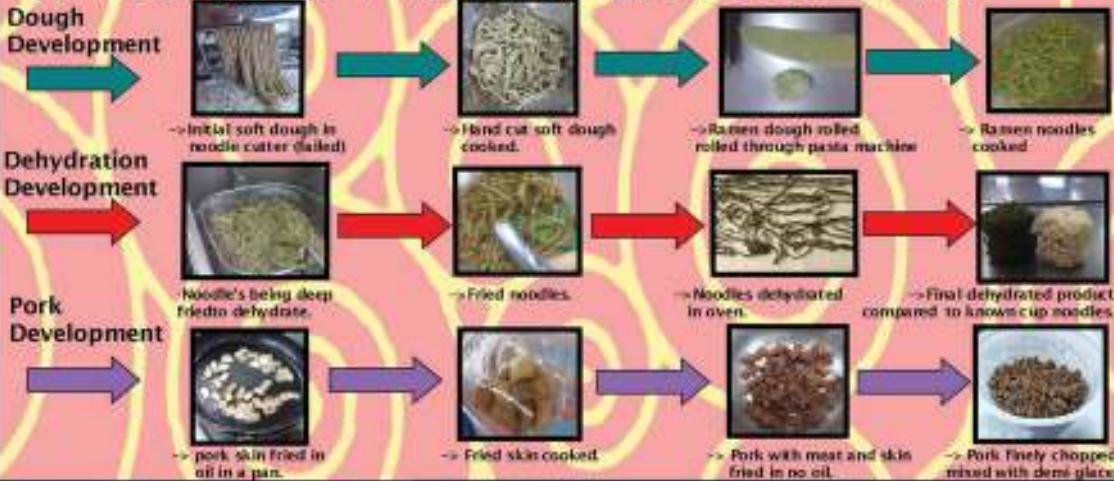 Dough
Development
->Initial soft dough in
noodle cutter (failed)
->Hand cut soft dough
cooked.
->Ramen dough rolled
rolled through pasta machine
-> Ramen noodles
cooked
Dehydration
Development
Noodle's being deep
friedto dehydrate.
->Fried noodles.
->Noodles dehydrated
in oven.
->Final dehydrated product
compared to known cup noodles.
Pork
Development
-> pork skin fried in
oil in a pan.
-> Fried skin cooked.
-> Pork with meat and skin
fried in no oil.
-> Pork finely chopped
mixed with demi glace